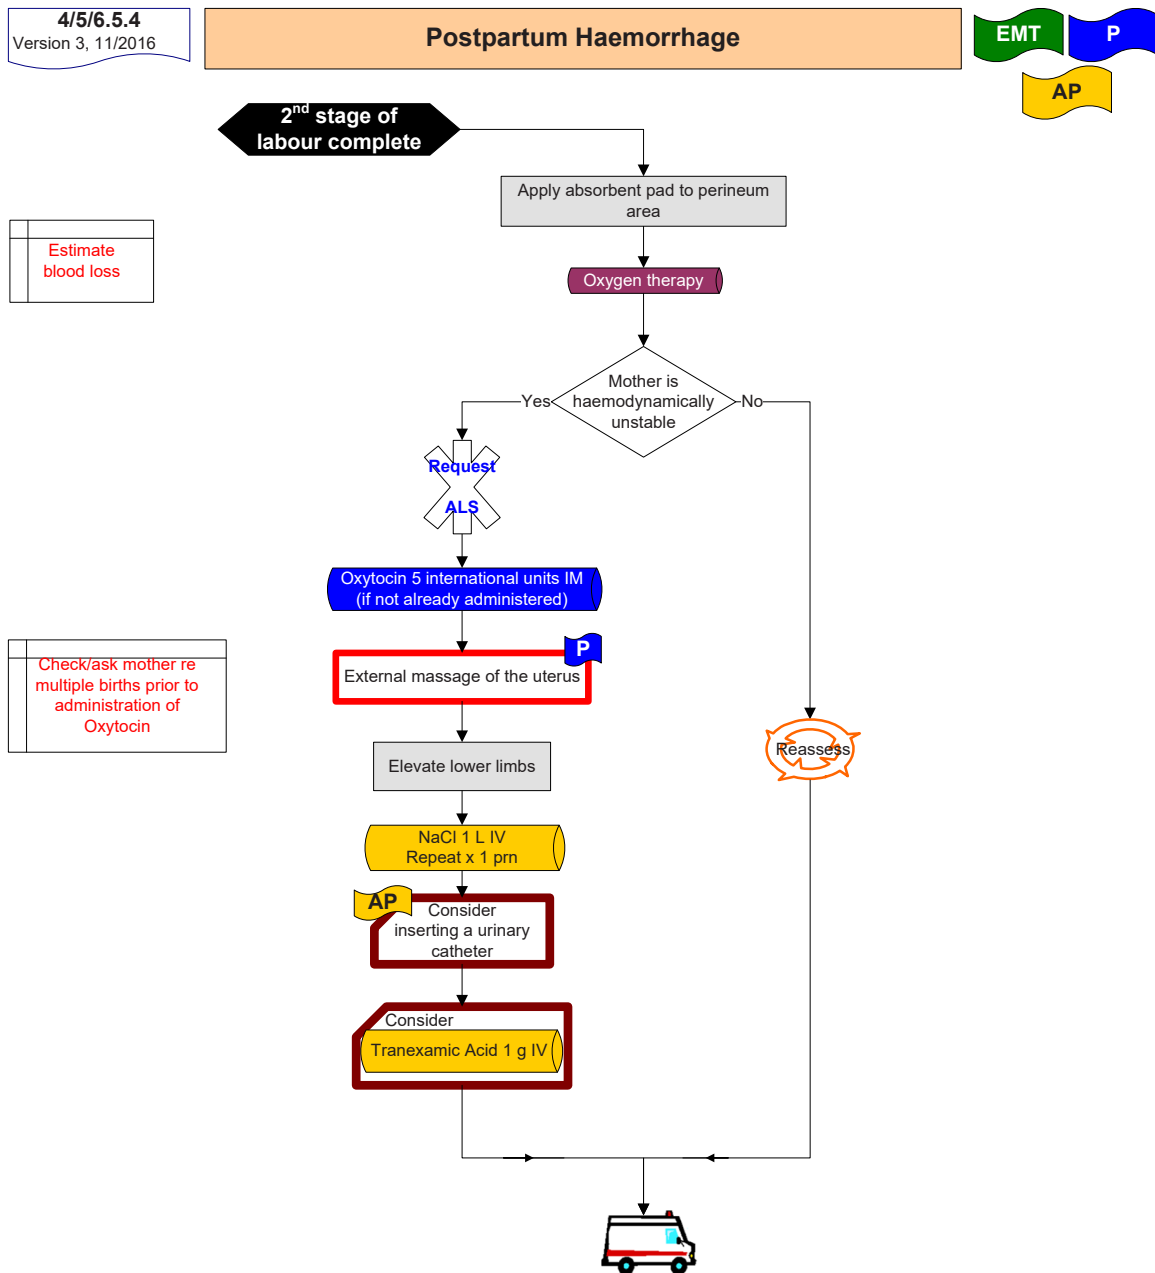 4/5/6.5.4
Version 3, 11/2016
Postpartum Haemorrhage
EMT
P
AP
2nd stage of
labour complete
Apply absorbent pad to perineum
area
Estimate
blood loss
Oxygen therapy
Mother is
haemodynamically
unstable
Yes
No
Request
ALS
Oxytocin 5 international units IM
(if not already administered)
P
External massage of the uterus
Check/ask mother re
multiple births prior to
administration of
Oxytocin
Reassess
Elevate lower limbs
NaCl 1 L IV
Repeat x 1 prn
AP
Consider
inserting a urinary
catheter
Consider
Tranexamic Acid 1 g IV